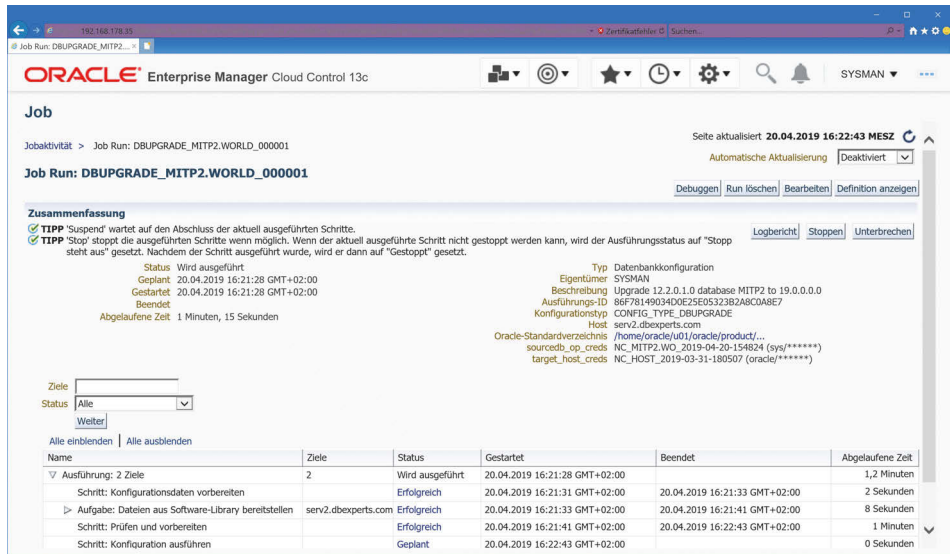 192.168.178.35
Zertifikatfehler
Suchen...
Job Run: DBUPGRADE_MITP2...
ORACLE Enterprise Manager Cloud Control 13c
SYSMAN
Job
Seite aktualisiert 20.04.2019 16:22:43 MESZ
Jobaktivität > Job Run: DBUPGRADE_MITP2.WORLD_000001
Automatische Aktualisierung Deaktiviert
Job Run: DBUPGRADE_MITP2.WORLD_000001
Debuggen Run löschen Bearbeiten Definition anzeigen
Zusammenfassung
TIPP 'Suspend' wartet auf den Abschluss der aktuell ausgeführten Schritte.
Logbericht Stoppen Unterbrechen
TIPP 'Stop' stoppt die ausgeführten Schritte wenn möglich. Wenn der aktuell ausgeführte Schritt nicht gestoppt werden kann, wird der Ausführungsstatus auf "Stopp
steht aus" gesetzt. Nachdem der Schritt ausgeführt wurde, wird er dann auf "Gestoppt" gesetzt.
Status Wird ausgeführt
Geplant 20.04.2019 16:21:28 GMT+02:00
Gestartet 20.04.2019 16:21:28 GMT+02:00
Beendet
Abgelaufene Zeit 1 Minuten, 15 Sekunden
Typ Datenbankkonfiguration
Eigentümer SYSMAN
Beschreibung Upgrade 12.2.0.1.0 database MITP2 to 19.0.0.0.0
Ausführungs-ID 86F78149034D0E25E05323B2A8C0A8E7
Konfigurationstyp CONFIG_TYPE_DBUPGRADE
Host serv2.dbexperts.com
Oracle-Standardverzeichnis /home/oracle/u01/oracle/product/...
sourcedb_op_creds NC_MITP2.WO_2019-04-20-154824 (sys/******)
target_host_creds NC_HOST_2019-03-31-180507 (oracle/******)
Ziele
Status Alle
Weiter
Alle einblenden | Alle ausblenden
Name Ziele Status Gestartet Beendet Abgelaufene Zeit
Ausführung: 2 Ziele 2 Wird ausgeführt 20.04.2019 16:21:28 GMT+02:00 1,2 Minuten
Schritt: Konfigurationsdaten vorbereiten Erfolgreich 20.04.2019 16:21:31 GMT+02:00 20.04.2019 16:21:33 GMT+02:00 2 Sekunden
Aufgabe: Dateien aus Software-Library bereitstellen serv2.dbexperts.com Erfolgreich 20.04.2019 16:21:33 GMT+02:00 20.04.2019 16:21:41 GMT+02:00 8 Sekunden
Schritt: Prüfen und vorbereiten Erfolgreich 20.04.2019 16:21:41 GMT+02:00 20.04.2019 16:22:43 GMT+02:00 1 Minuten
Schritt: Konfiguration ausführen Geplant 20.04.2019 16:22:43 GMT+02:00 0 Sekunden